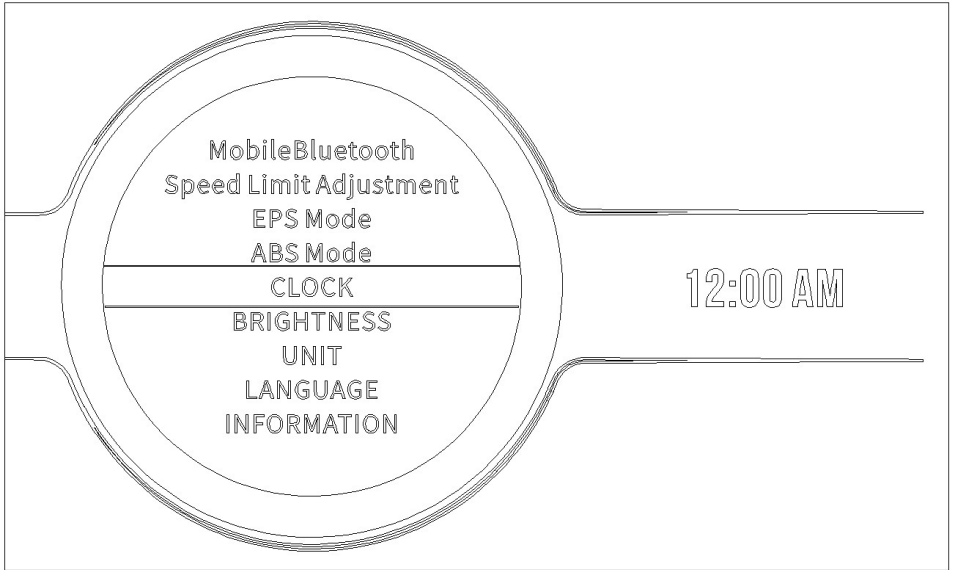 MobileBluetooth
Speed Limit Adjustment
EPS Mode
ABS Mode
CLOCK
BRIGHTNESS
UNIT
LANGUAGE
INFORMATION
12:00 AM